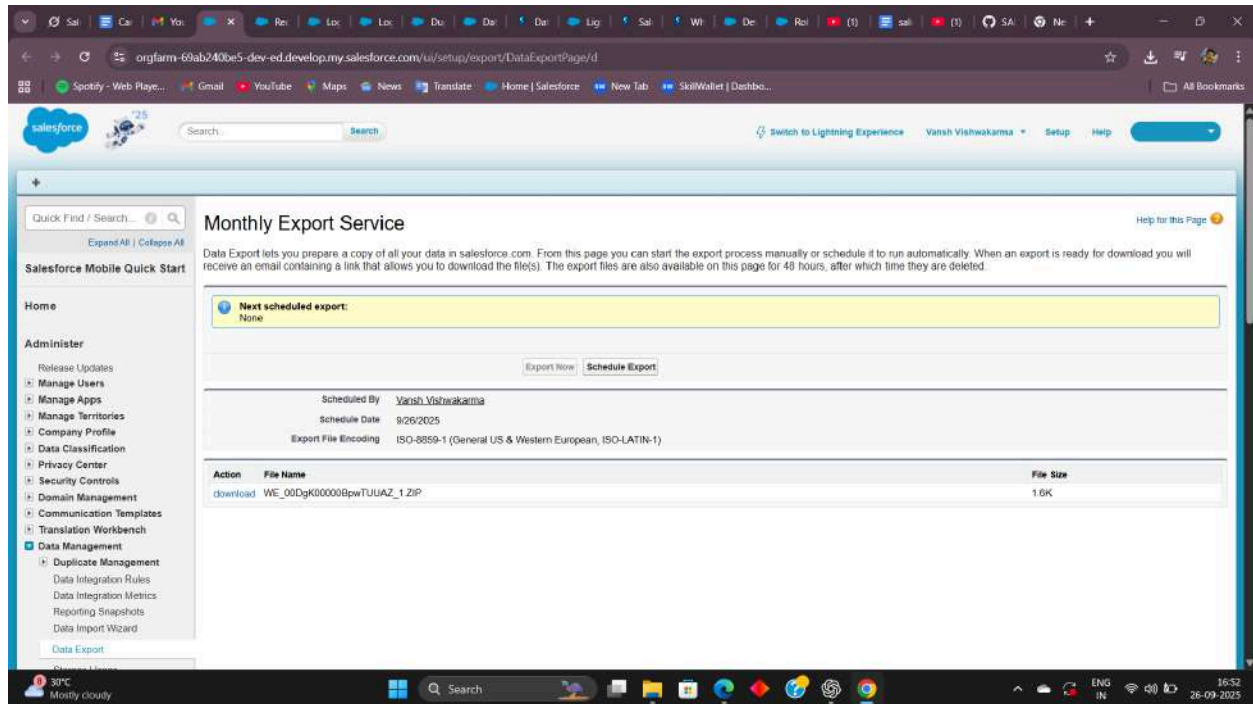 Sal
Ca
Yo
Rec
Loc
Loc
Du
Da
Da
Lig
Sal
Wh
De
Rol
(1)
sal
(1)
SA
Ne
orgfarm-69ab240be5-dev-ed.develop.my.salesforce.com/ui/setup/export/DataExportPage/d
Spotify - Web Playe... Gmail YouTube Maps News Translate Home | Salesforce New Tab SkillWallet | Dashbo... All Bookmarks
salesforce '25 Search... Search Switch to Lightning Experience Vansh Vishwakarma Setup Help
+
Quick Find / Search...
Expand All | Collapse All
Salesforce Mobile Quick Start
Home
Administer
Release Updates
Manage Users
Manage Apps
Manage Territories
Company Profile
Data Classification
Privacy Center
Security Controls
Domain Management
Communication Templates
Translation Workbench
Data Management
Duplicate Management
Data Integration Rules
Data Integration Metrics
Reporting Snapshots
Data Import Wizard
Data Export
Monthly Export Service
Help for this Page
Data Export lets you prepare a copy of all your data in salesforce.com. From this page you can start the export process manually or schedule it to run automatically. When an export is ready for download you will
receive an email containing a link that allows you to download the file(s). The export files are also available on this page for 48 hours, after which time they are deleted.
Next scheduled export:
None
Export Now Schedule Export
Scheduled By Vansh Vishwakarma
Schedule Date 9/26/2025
Export File Encoding ISO-8859-1 (General US & Western European, ISO-LATIN-1)
Action File Name File Size
download WE_00DgK00000BpwTUUAZ_1.ZIP 1.6K
8 30°C
Mostly cloudy
Search
ENG
IN
16:52
26-09-2025